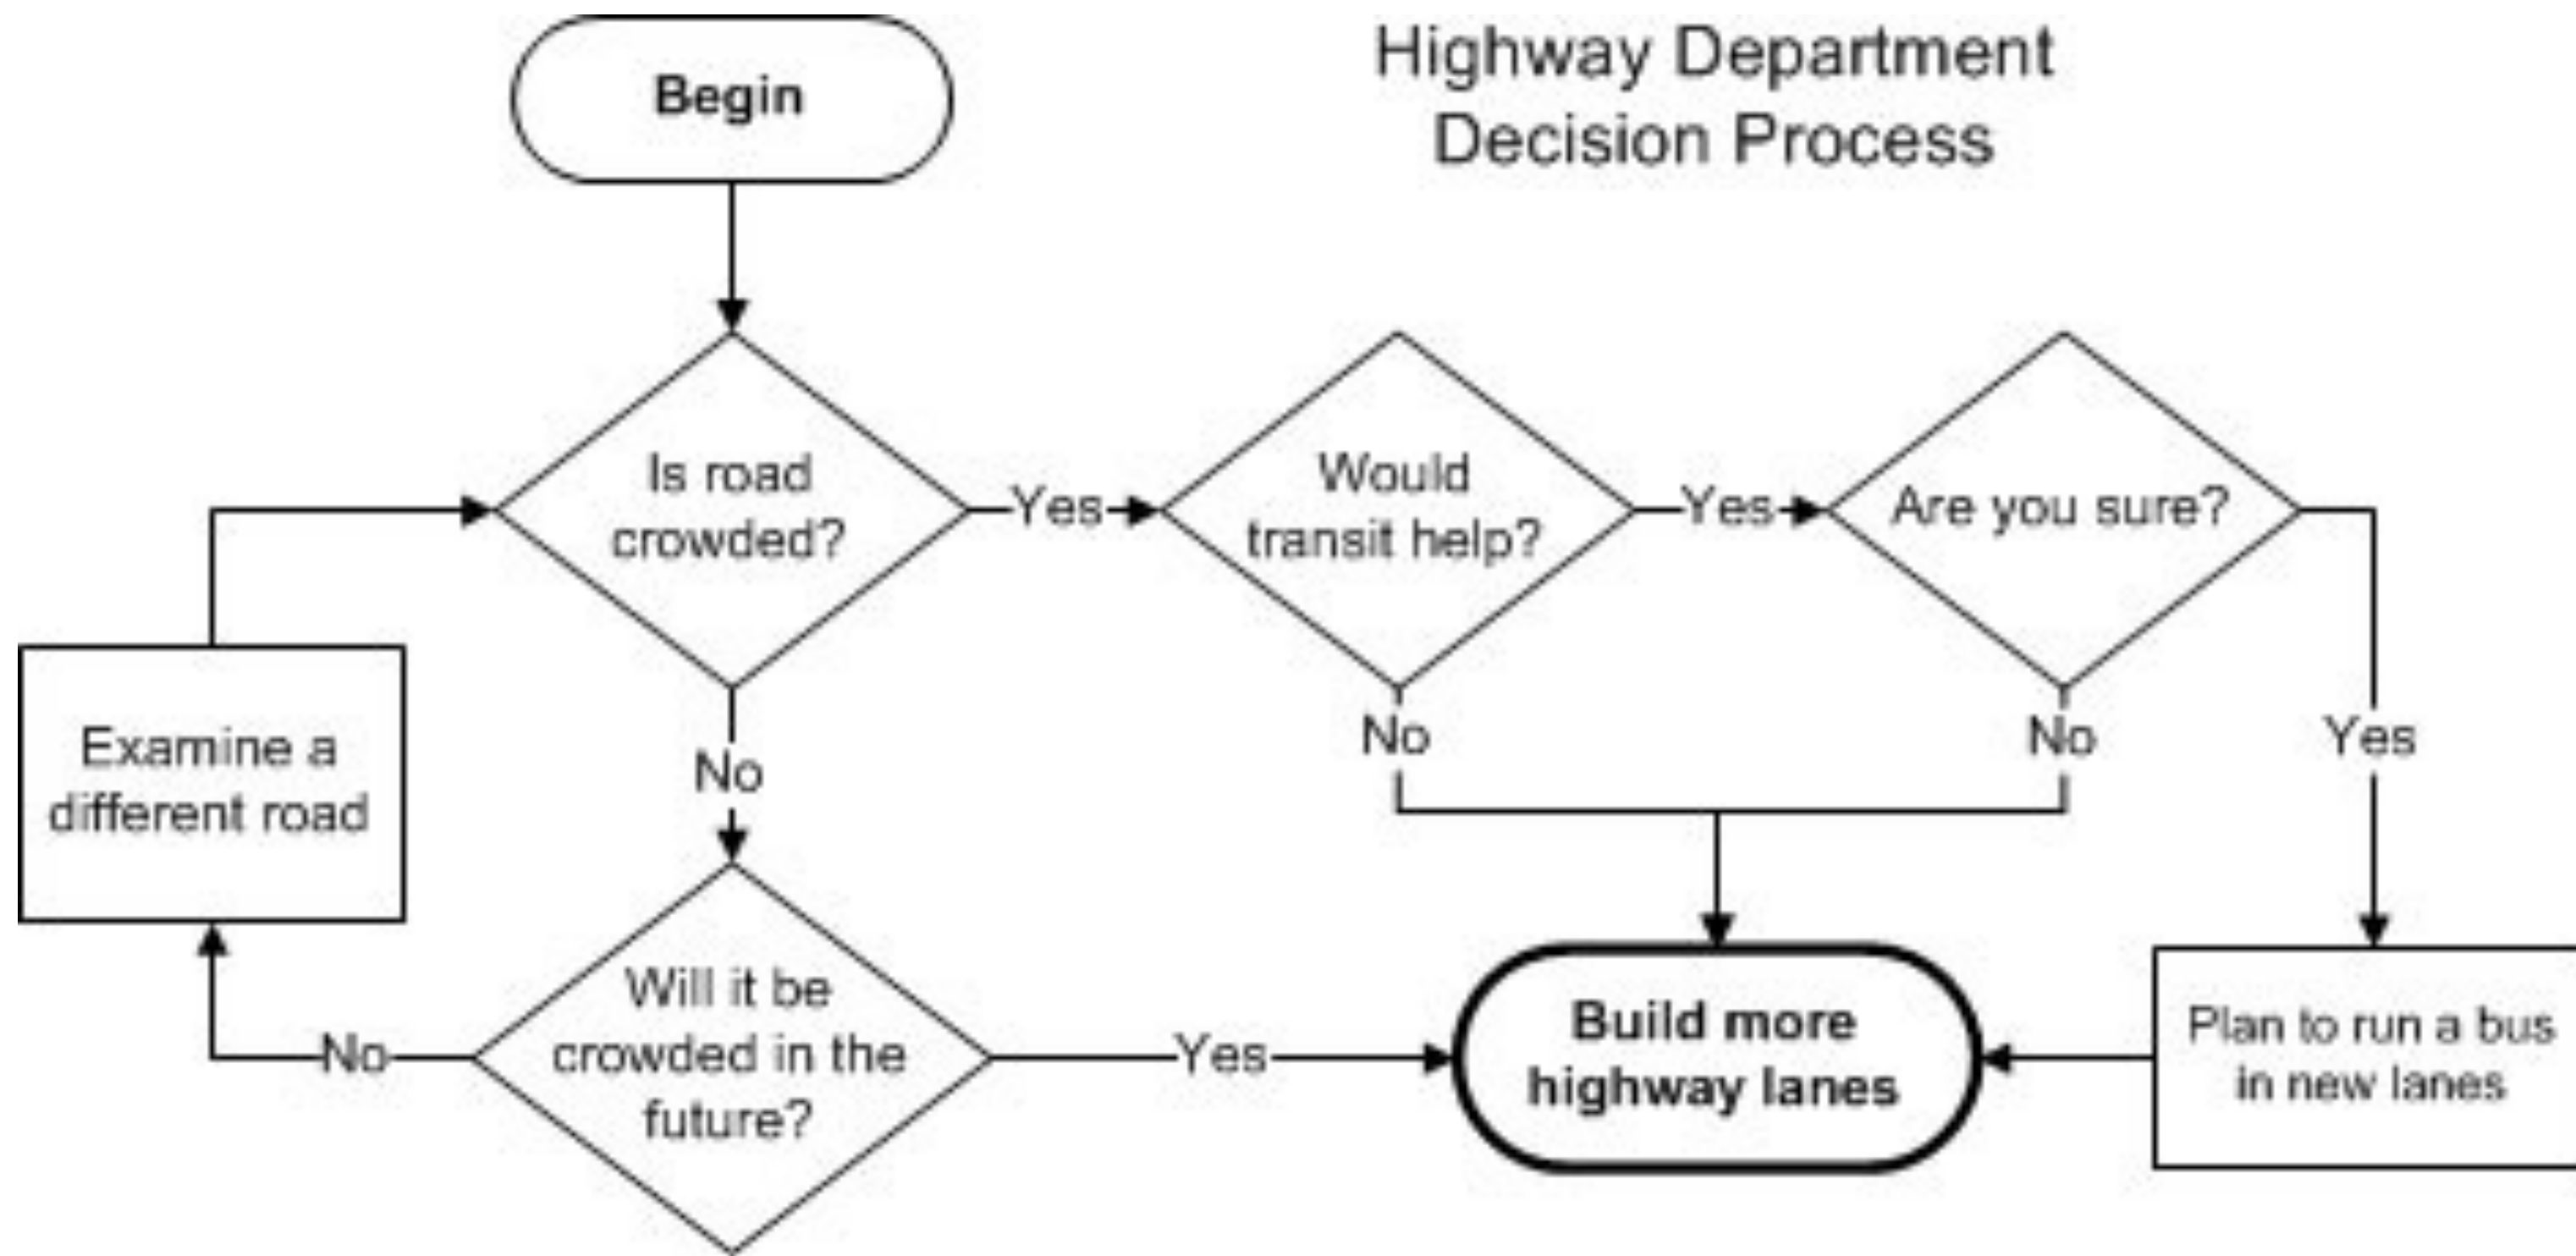 Begin
Highway Department
Decision Process
Is road
crowded?
Yes
Would
transit help?
Yes
Are you sure?
Examine a
different road
No
No
No
Yes
Will it be
crowded in the
future?
No
Yes
Build more
highway lanes
Plan to run a bus
in new lanes